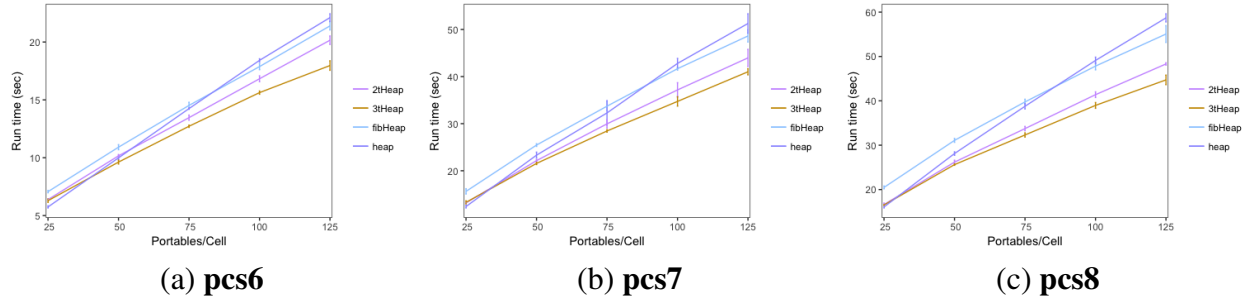 Run time (sec)
20
15
10
5
25 50 75 100 125
Portables/Cell
2tHeap
3tHeap
fibHeap
heap
(a) pcs6
Run time (sec)
50
40
30
20
25 50 75 100 125
Portables/Cell
2tHeap
3tHeap
fibHeap
heap
(b) pcs7
Run time (sec)
60
50
40
30
20
25 50 75 100 125
Portables/Cell
2tHeap
3tHeap
fibHeap
heap
(c) pcs8